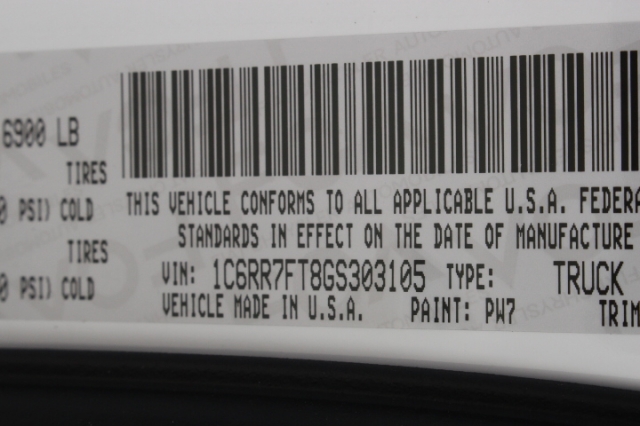 6900 LB
TIRES
PSI) COLD
TIRES
PSI) COLD
THIS VEHICLE CONFORMS TO ALL APPLICABLE U.S.A. FEDERA
STANDARDS IN EFFECT ON THE DATE OF MANUFACTURE
VIN: 1C6RR7FT8GS303105 TYPE: TRUCK
VEHICLE MADE IN U.S.A. PAINT: PW7 TRIM